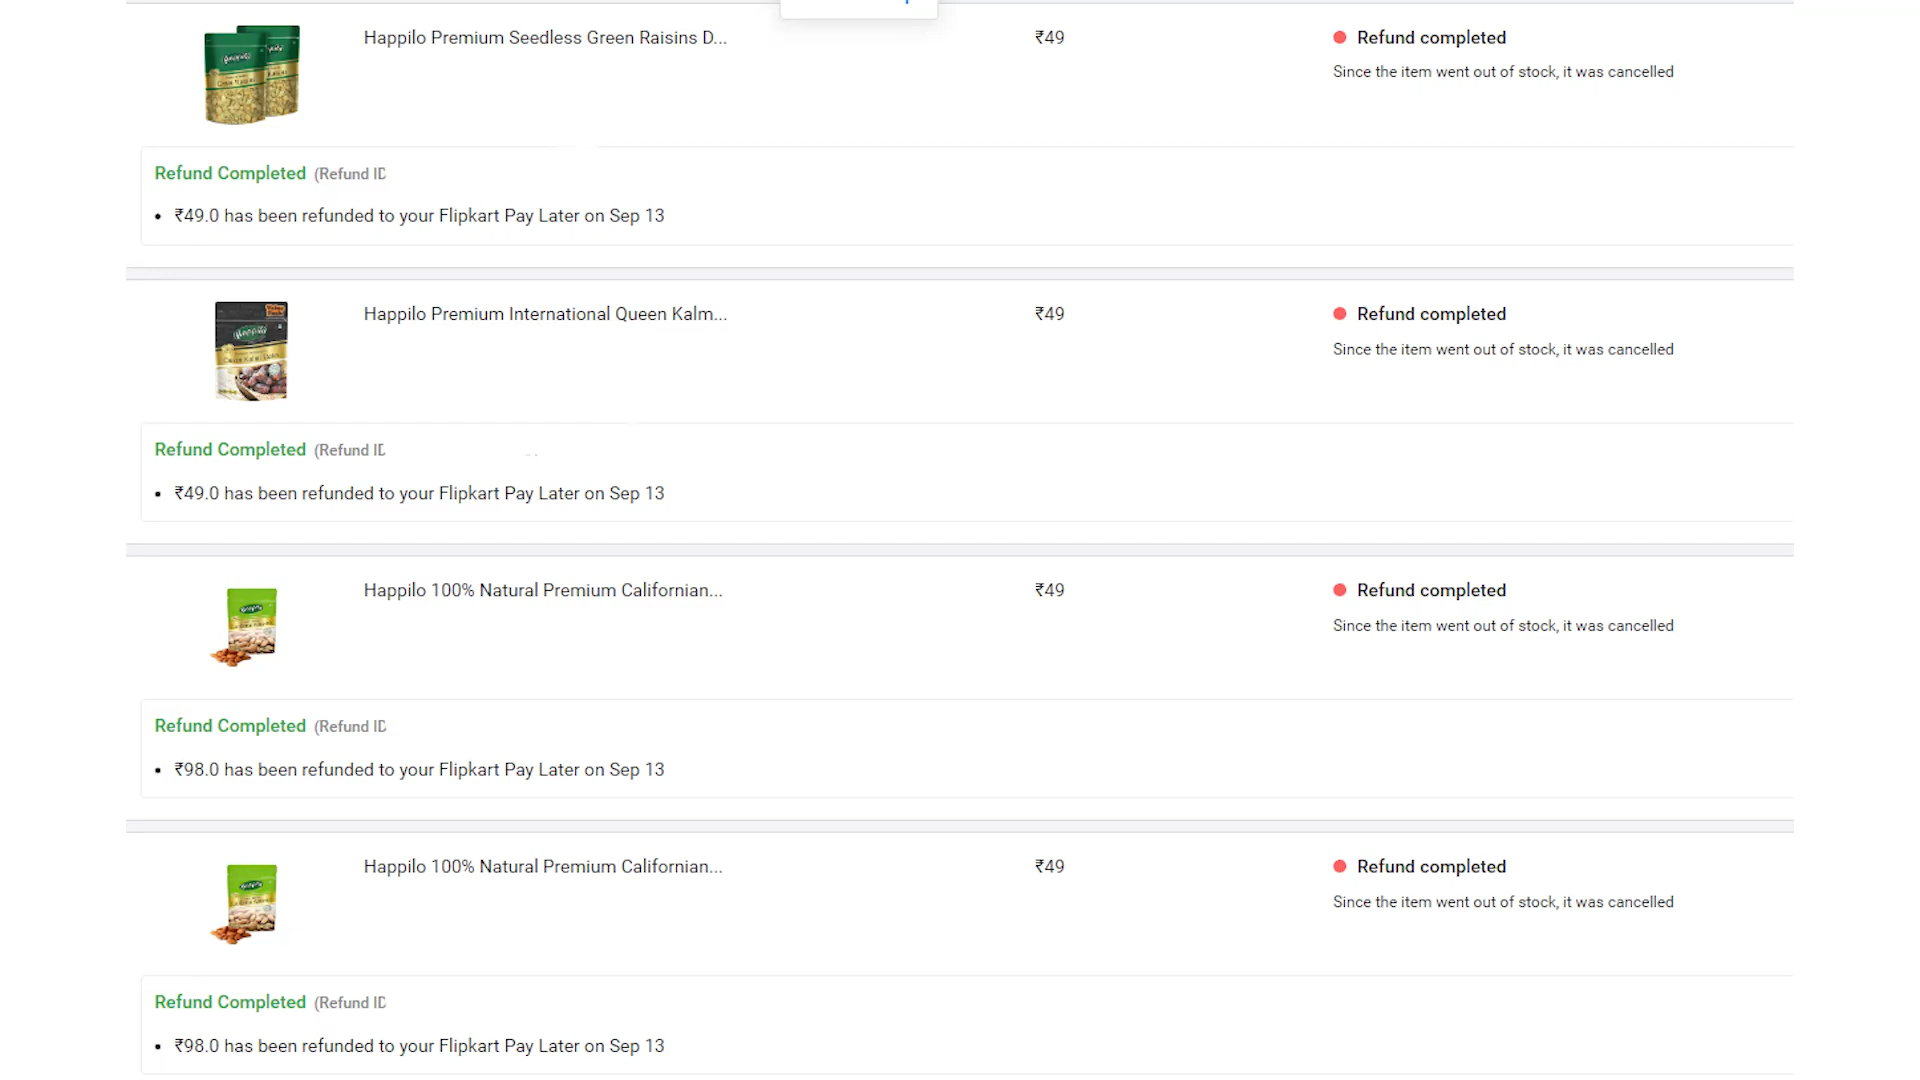 Happilo Premium Seedless Green Raisins D...
₹49
Refund completed
Since the item went out of stock, it was cancelled
Refund Completed (Refund ID
• ₹49.0 has been refunded to your Flipkart Pay Later on Sep 13
Happilo Premium International Queen Kalm...
₹49
Refund completed
Since the item went out of stock, it was cancelled
Refund Completed (Refund ID
• ₹49.0 has been refunded to your Flipkart Pay Later on Sep 13
Happilo 100% Natural Premium Californian...
₹49
Refund completed
Since the item went out of stock, it was cancelled
Refund Completed (Refund ID
• ₹98.0 has been refunded to your Flipkart Pay Later on Sep 13
Happilo 100% Natural Premium Californian...
₹49
Refund completed
Since the item went out of stock, it was cancelled
Refund Completed (Refund ID
• ₹98.0 has been refunded to your Flipkart Pay Later on Sep 13